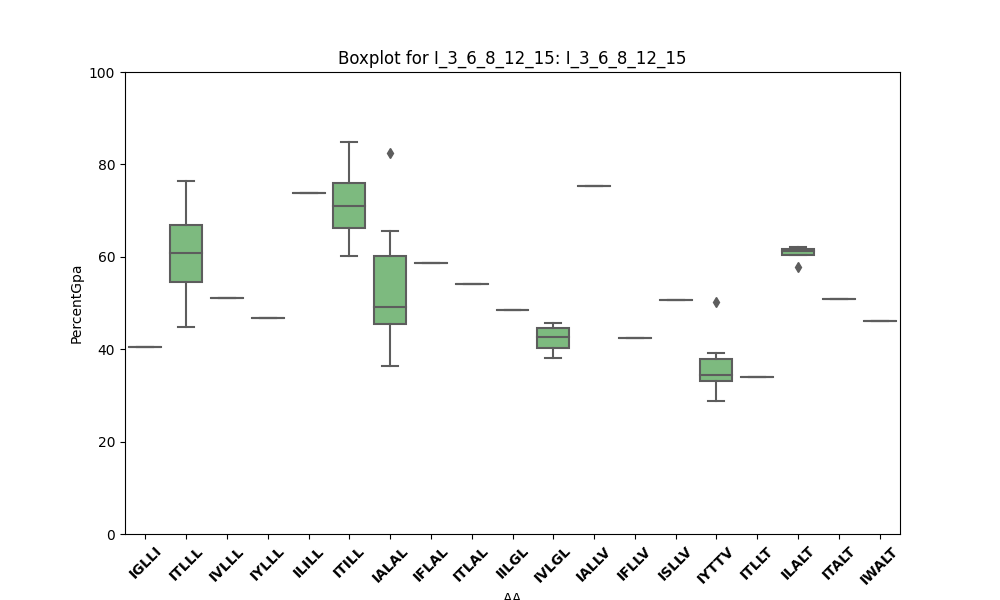 Boxplot for I_3_6_8_12_15: I_3_6_8_12_15
PercentGpa
100
80
60
40
20
0
IGLLI ITLLL IVLLL IYLLL ILILL ITILL IALAL IFLAL ITLAL IILGL IVLGL IALLV IFLLV ISLLV IYTTV ITLLT ILALT ITALT IWALT
AA